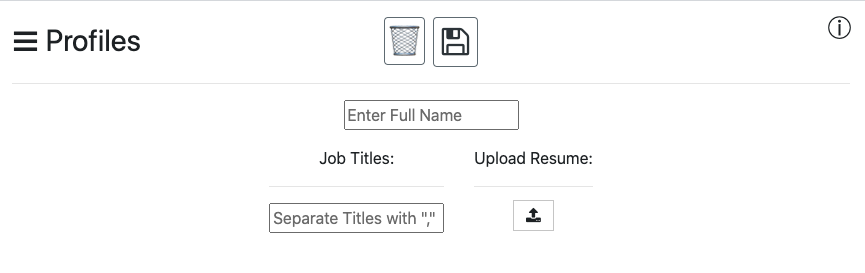 Profiles
Enter Full Name
Job Titles:
Upload Resume:
Separate Titles with ","